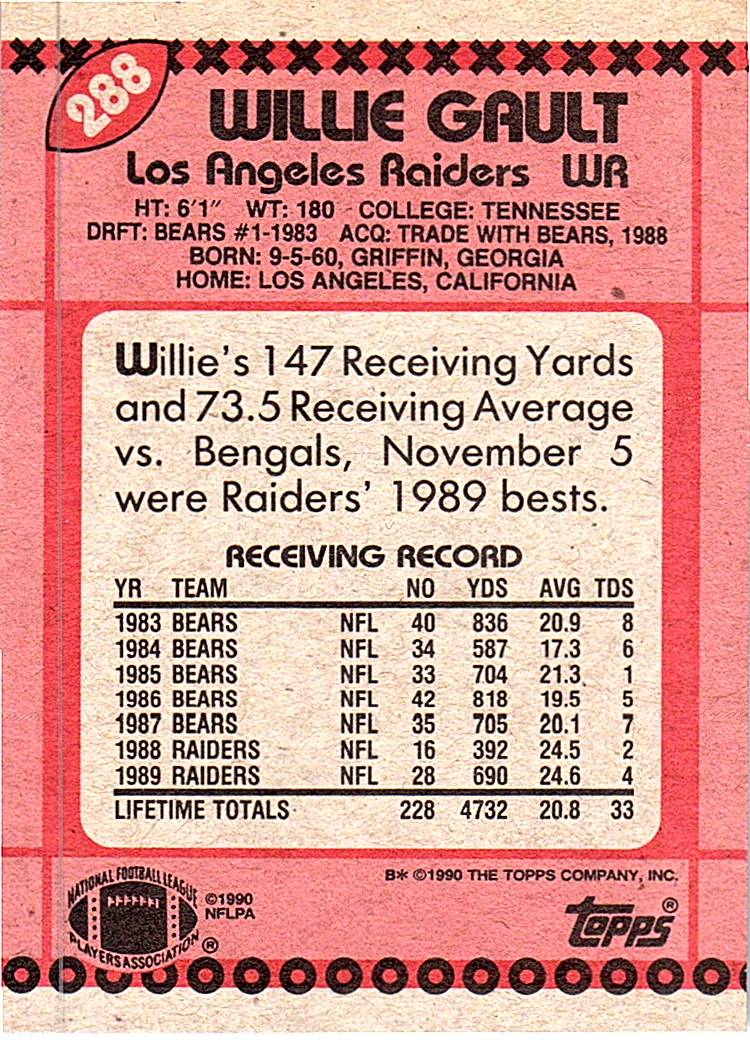 288
WILLIE GAULT
Los Angeles Raiders WR
HT: 6'1" WT: 180 COLLEGE: TENNESSEE
DRFT: BEARS #1-1983 ACQ: TRADE WITH BEARS, 1988
BORN: 9-5-60, GRIFFIN, GEORGIA
HOME: LOS ANGELES, CALIFORNIA
Willie's 147 Receiving Yards
and 73.5 Receiving Average
vs. Bengals, November 5
were Raiders' 1989 bests.
RECEIVING RECORD
YR TEAM NO YDS AVG TDS
1983 BEARS NFL 40 836 20.9 8
1984 BEARS NFL 34 587 17.3 6
1985 BEARS NFL 33 704 21.3 1
1986 BEARS NFL 42 818 19.5 5
1987 BEARS NFL 35 705 20.1 7
1988 RAIDERS NFL 16 392 24.5 2
1989 RAIDERS NFL 28 690 24.6 4
LIFETIME TOTALS 228 4732 20.8 33
B* ©1990 THE TOPPS COMPANY, INC.
NATIONAL FOOTBALL LEAGUE
PLAYERS ASSOCIATION ®
©1990
NFLPA
topps®